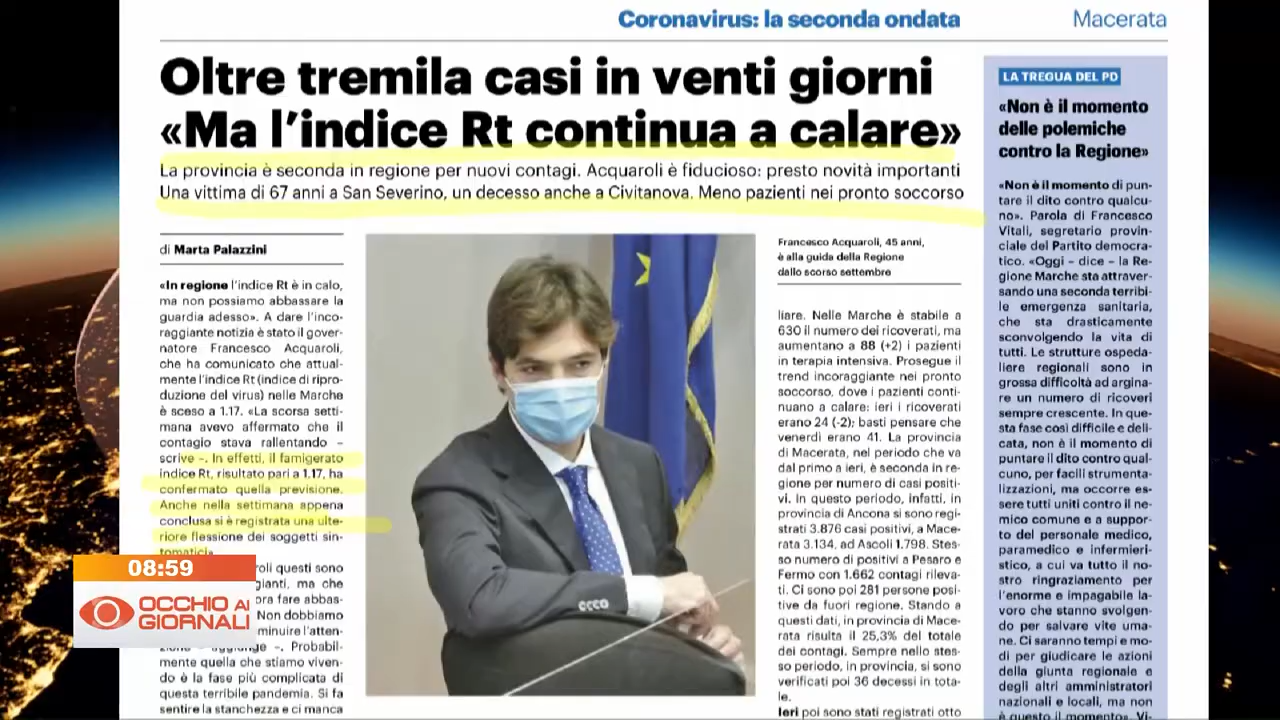 Coronavirus: la seconda ondata
Macerata
Oltre tremila casi in venti giorni
«Ma l'indice Rt continua a calare»
La provincia è seconda in regione per nuovi contagi. Acquaroli è fiducioso: presto novità importanti
Una vittima di 67 anni a San Severino, un decesso anche a Civitanova. Meno pazienti nei pronto soccorso
di Marta Palazzini
«In regione l'indice Rt è in calo,
ma non possiamo abbassare la
guardia adesso». A dare l'inco-
raggiante notizia è stato il gover-
natore Francesco Acquaroli,
che ha comunicato che attual-
mente l'indice Rt (indice di ripro-
duzione del virus) nelle Marche
è sceso a 1.17. «La scorsa setti-
mana avevo affermato che il
contagio stava rallentando –
scrive –. In effetti, il famigerato
indice Rt, risultato pari a 1.17, ha
confermato quella previsione.
Anche nella settimana appena
conclusa si è registrata una ulte-
riore flessione dei soggetti sin-
tomatici».
roli questi sono
gianti, ma che
ora fare abbas-
Non dobbiamo
minuire l'atten-
zione – aggiunge –. Probabil-
mente quella che stiamo viven-
do è la fase più complicata di
questa terribile pandemia. Si fa
sentire la stanchezza e ci manca
Francesco Acquaroli, 45 anni,
è alla guida della Regione
dallo scorso settembre
liare. Nelle Marche è stabile a
630 il numero dei ricoverati, ma
aumentano a 88 (+2) i pazienti
in terapia intensiva. Prosegue il
trend incoraggiante nei pronto
soccorso, dove i pazienti conti-
nuano a calare: ieri i ricoverati
erano 24 (-2); basti pensare che
venerdì erano 41. La provincia
di Macerata, nel periodo che va
dal primo a ieri, è seconda in re-
gione per numero di casi positi-
vi. In questo periodo, infatti, in
provincia di Ancona si sono regi-
strati 3.876 casi positivi, a Mace-
rata 3.134, ad Ascoli 1.798. Stes-
so numero di positivi a Pesaro e
Fermo con 1.662 contagi rileva-
ti. Ci sono poi 281 persone posi-
tive da fuori regione. Stando a
questi dati, in provincia di Mace-
rata risulta il 25,3% del totale
dei contagi. Sempre nello stes-
so periodo, in provincia, si sono
verificati poi 36 decessi in tota-
le.
Ieri poi sono stati registrati otto
LA TREGUA DEL PD
«Non è il momento
delle polemiche
contro la Regione»
«Non è il momento di pun-
tare il dito contro qualcu-
no». Parola di Francesco
Vitali, segretario provin-
ciale del Partito democra-
tico. «Oggi – dice – la Re-
gione Marche sta attraver-
sando una seconda terribi-
le emergenza sanitaria,
che sta drasticamente
sconvolgendo la vita di
tutti. Le strutture ospeda-
liere regionali sono in
grossa difficoltà ad argina-
re un numero di ricoveri
sempre crescente. In que-
sta fase così difficile e deli-
cata, non è il momento di
puntare il dito contro qual-
cuno, per facili strumenta-
lizzazioni, ma occorre es-
sere tutti uniti contro il ne-
mico comune e a suppor-
to del personale medico,
paramedico e infermieri-
stico, a cui va tutto il no-
stro ringraziamento per
l'enorme e impagabile la-
voro che stanno svolgen-
do per salvare vite uma-
ne. Ci saranno tempi e mo-
di per giudicare le azioni
della giunta regionale e
degli altri amministratori
nazionali e locali, ma non
è questo il momento». Vi-
08:59
OCCHIO AI
GIORNALI